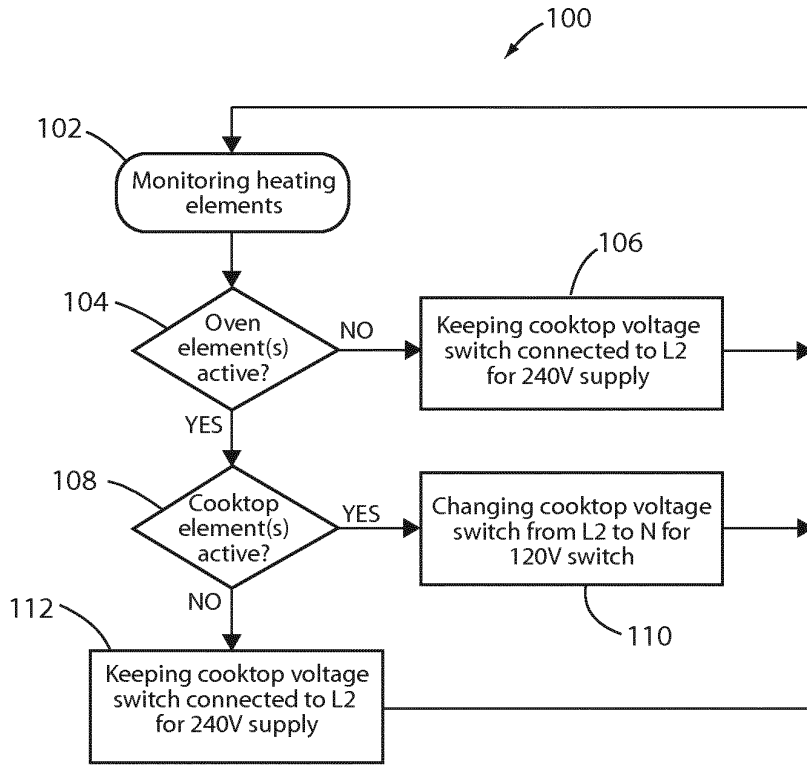 100
102
Monitoring heating
elements
106
104
Oven
element(s)
active?
NO
Keeping cooktop voltage
switch connected to L2
for 240V supply
YES
108
Cooktop
element(s)
active?
YES
Changing cooktop voltage
switch from L2 to N for
120V switch
NO
112
110
Keeping cooktop voltage
switch connected to L2
for 240V supply